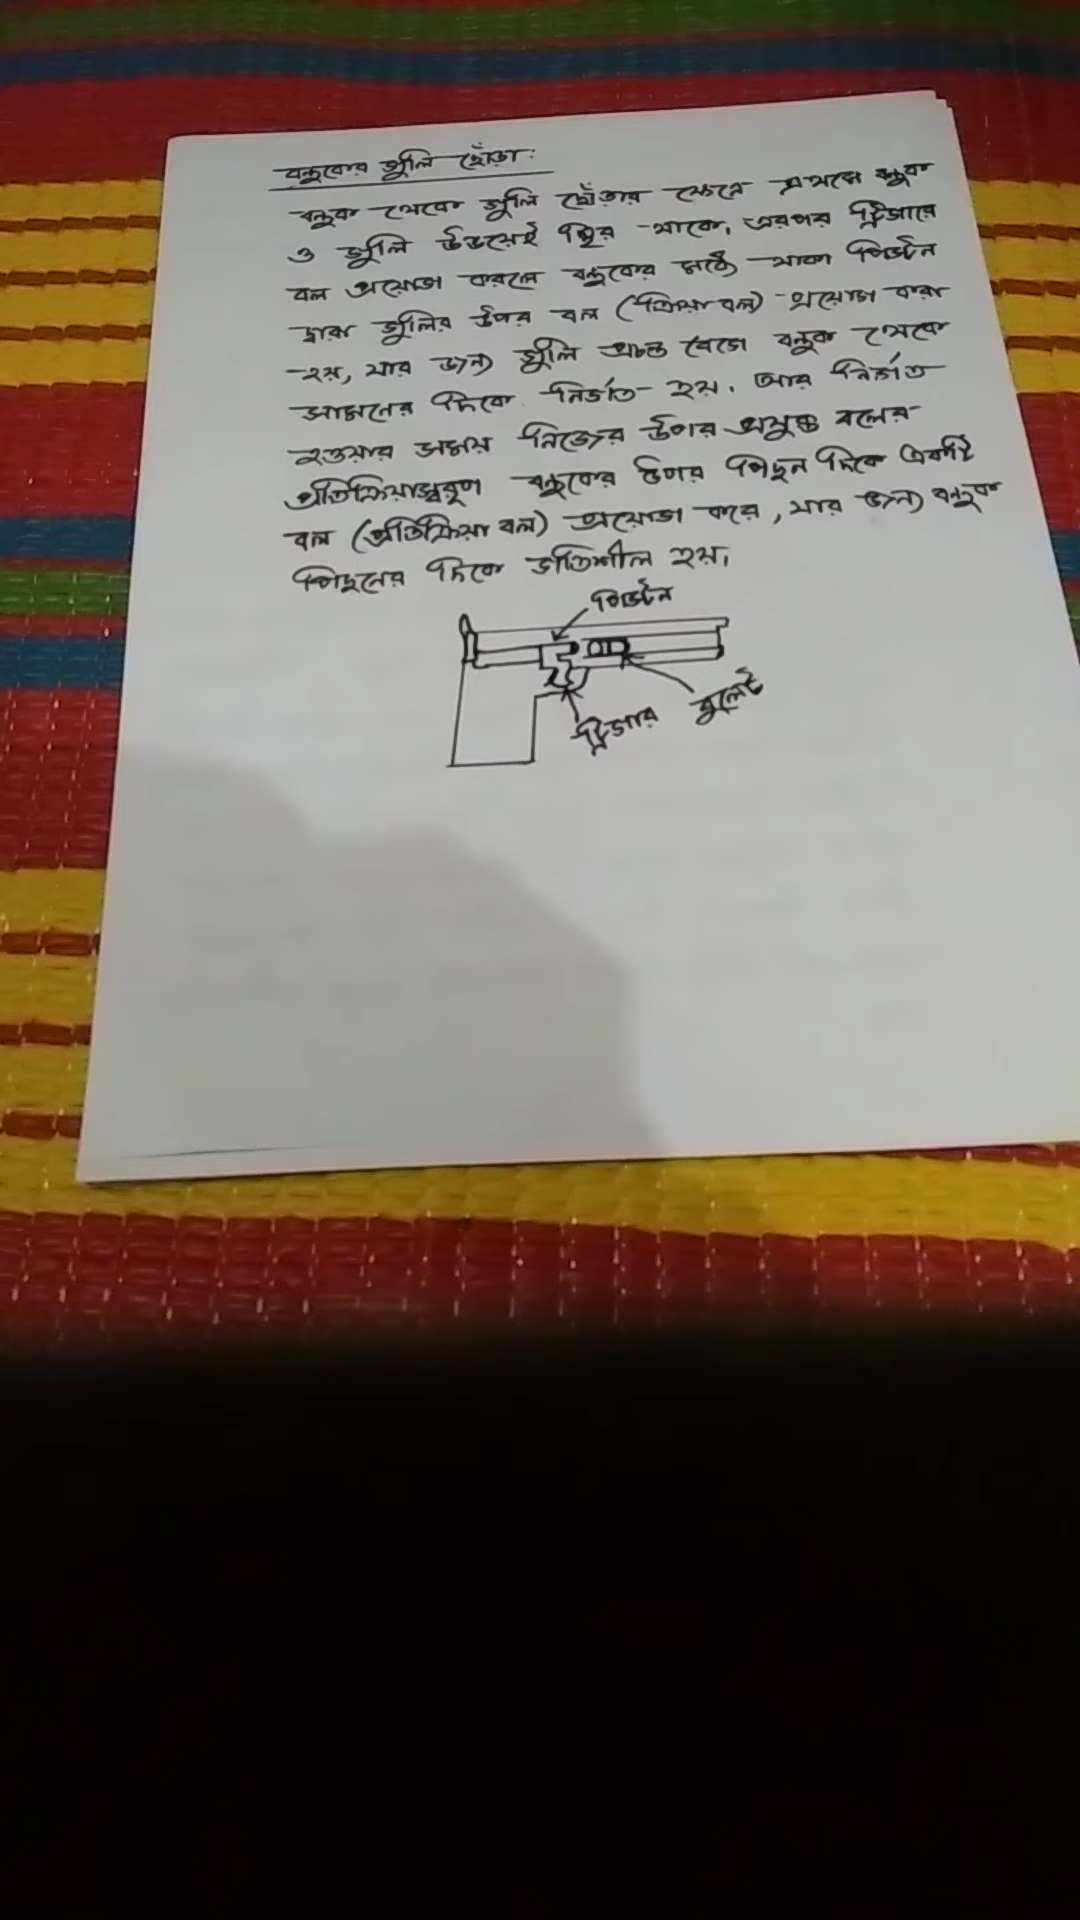 বন্দুকের গুলি ছোঁড়া:
বন্দুক থেকে গুলি ছোঁড়ার ক্ষেত্রে প্রথমে বন্দুক
ও গুলি উভয়েই স্থির থাকে। এরপর ট্রিগারে
বল প্রয়োগ করলে বন্দুকের মধ্যে থাকা পিস্টন
দ্বারা গুলির উপর বল (ক্রিয়া বল) প্রয়োগ করা
হয়, যার জন্য গুলি প্রচন্ড বেগে বন্দুক থেকে
সামনের দিকে নির্গত হয়। আর নির্গত
হওয়ার সময় নিজের উপর প্রযুক্ত বলের
প্রতিক্রিয়াস্বরূপ বন্দুকের উপর পিছন দিকে একটি
বল (প্রতিক্রিয়া বল) প্রয়োগ করে, যার জন্য বন্দুক
পিছনের দিকে গতিশীল হয়।
পিস্টন
বুলেট
ট্রিগার